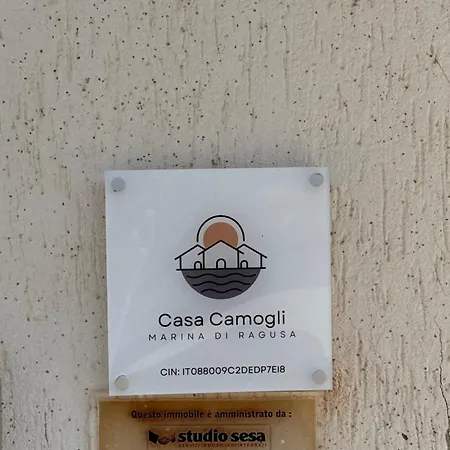 Casa Camogli
MARINA DI RAGUSA
CIN: IT088009C2DEDP7EI8
Questo immobile è amministrato da :
studio sesa